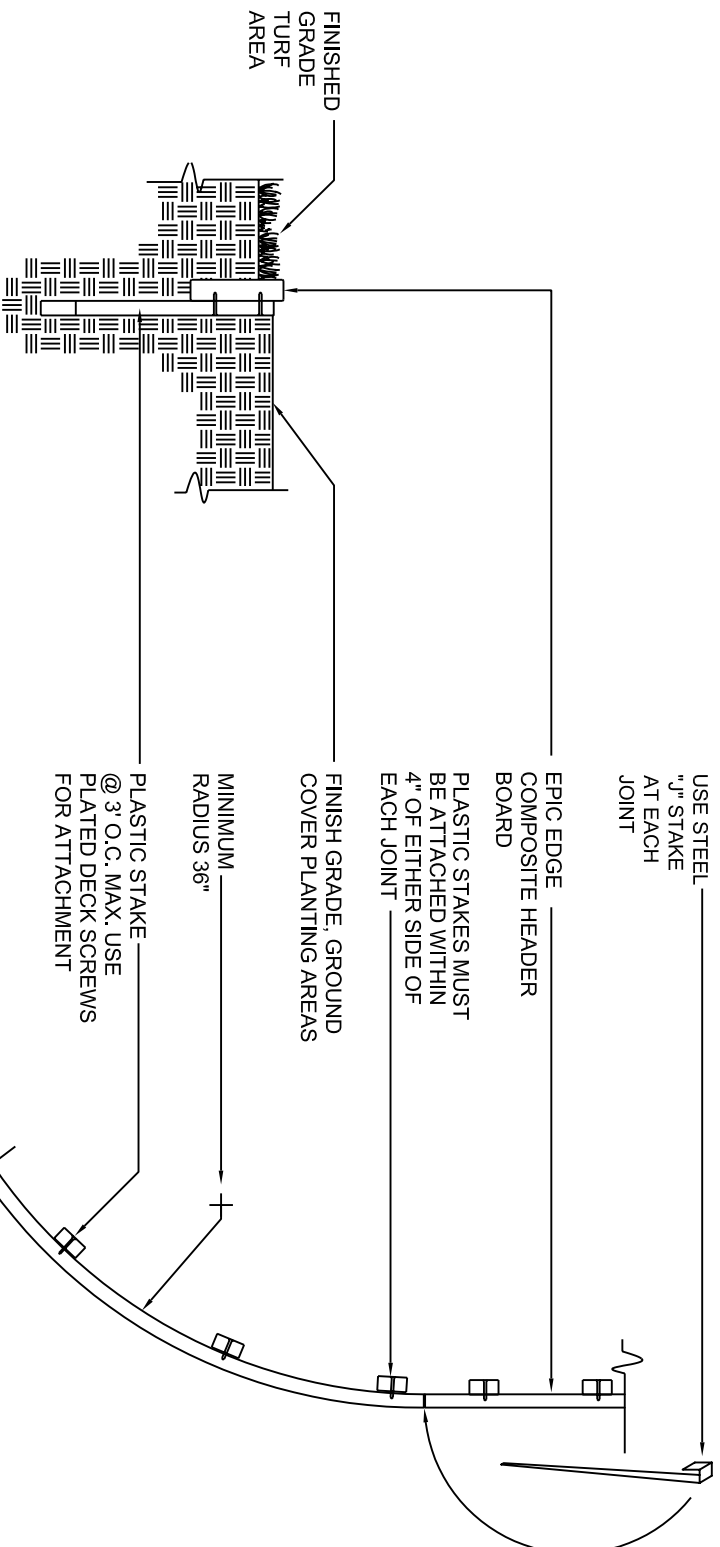 FINISHED
GRADE
TURF
AREA
USE STEEL
"J" STAKE
AT EACH
JOINT
EPIC EDGE
COMPOSITE HEADER
BOARD
PLASTIC STAKES MUST
BE ATTACHED WITHIN
4" OF EITHER SIDE OF
EACH JOINT
FINISH GRADE, GROUND
COVER PLANTING AREAS
MINIMUM
RADIUS 36"
PLASTIC STAKE
@ 3' O.C. MAX. USE
PLATED DECK SCREWS
FOR ATTACHMENT